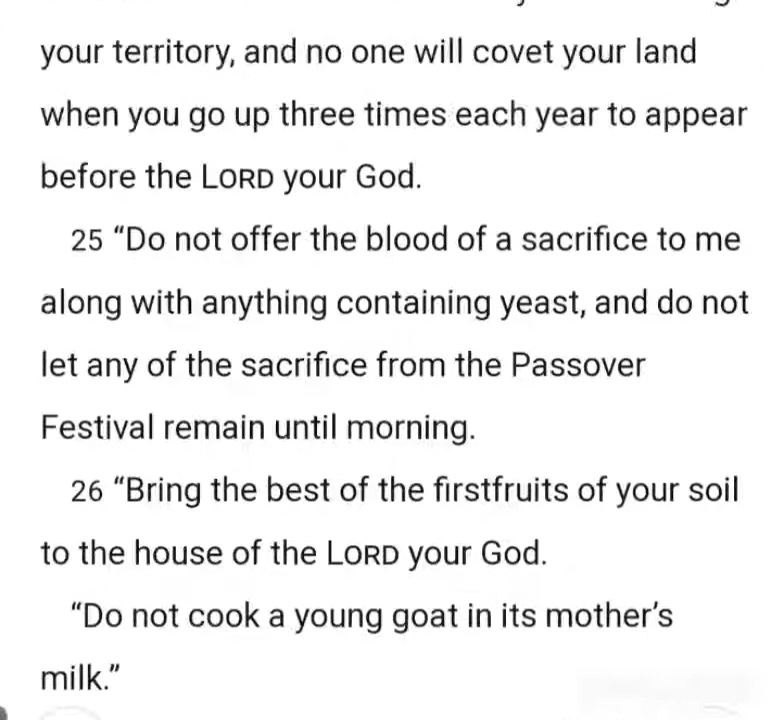 your territory, and no one will covet your land
when you go up three times each year to appear
before the LORD your God.
25 “Do not offer the blood of a sacrifice to me
along with anything containing yeast, and do not
let any of the sacrifice from the Passover
Festival remain until morning.
26 “Bring the best of the firstfruits of your soil
to the house of the LORD your God.
“Do not cook a young goat in its mother’s
milk.”